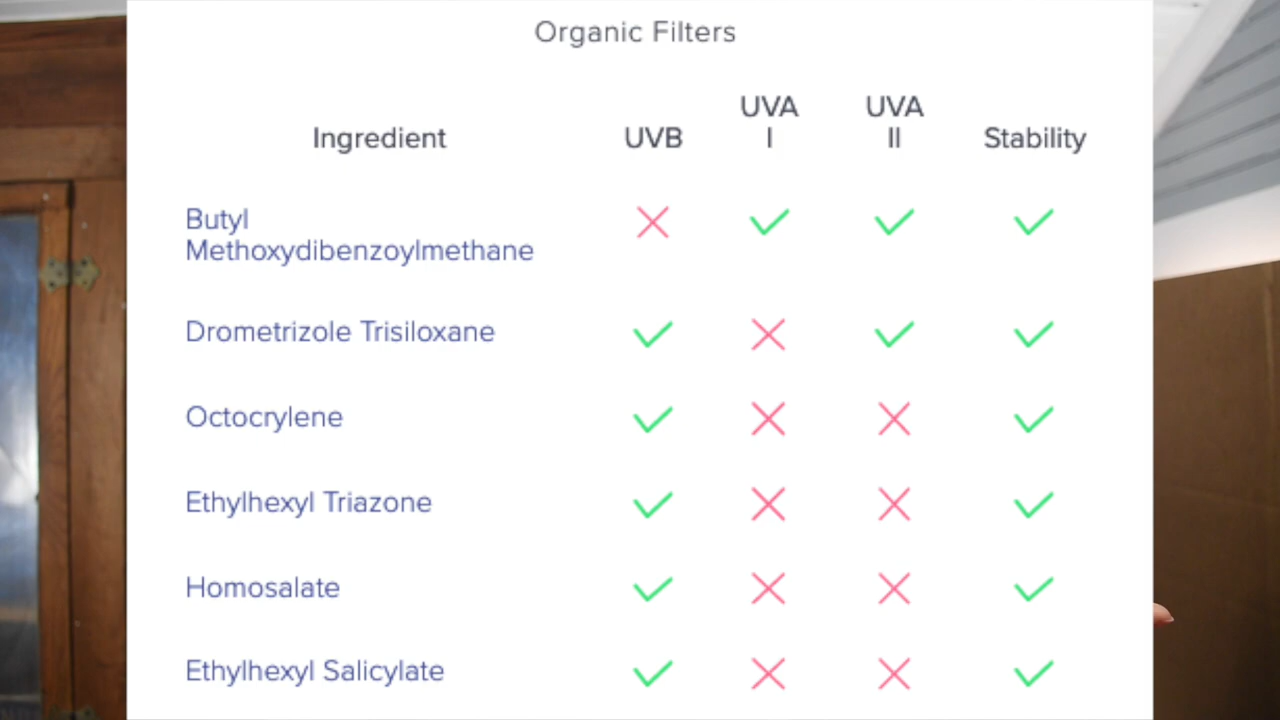 Organic Filters
Ingredient UVB UVA I UVA II Stability
Butyl
Methoxydibenzoylmethane
Drometrizole Trisiloxane
Octocrylene
Ethylhexyl Triazone
Homosalate
Ethylhexyl Salicylate